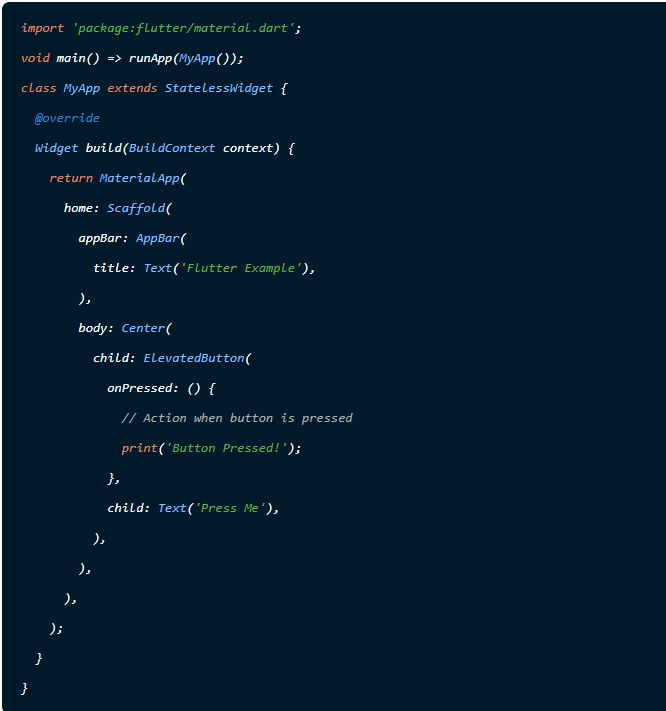 import 'package:flutter/material.dart';
void main() => runApp(MyApp());
class MyApp extends StatelessWidget {
  @override
  Widget build(BuildContext context) {
    return MaterialApp(
      home: Scaffold(
        appBar: AppBar(
          title: Text('Flutter Example'),
        ),
        body: Center(
          child: ElevatedButton(
            onPressed: () {
              // Action when button is pressed
              print('Button Pressed!');
            },
            child: Text('Press Me'),
          ),
        ),
      ),
    );
  }
}